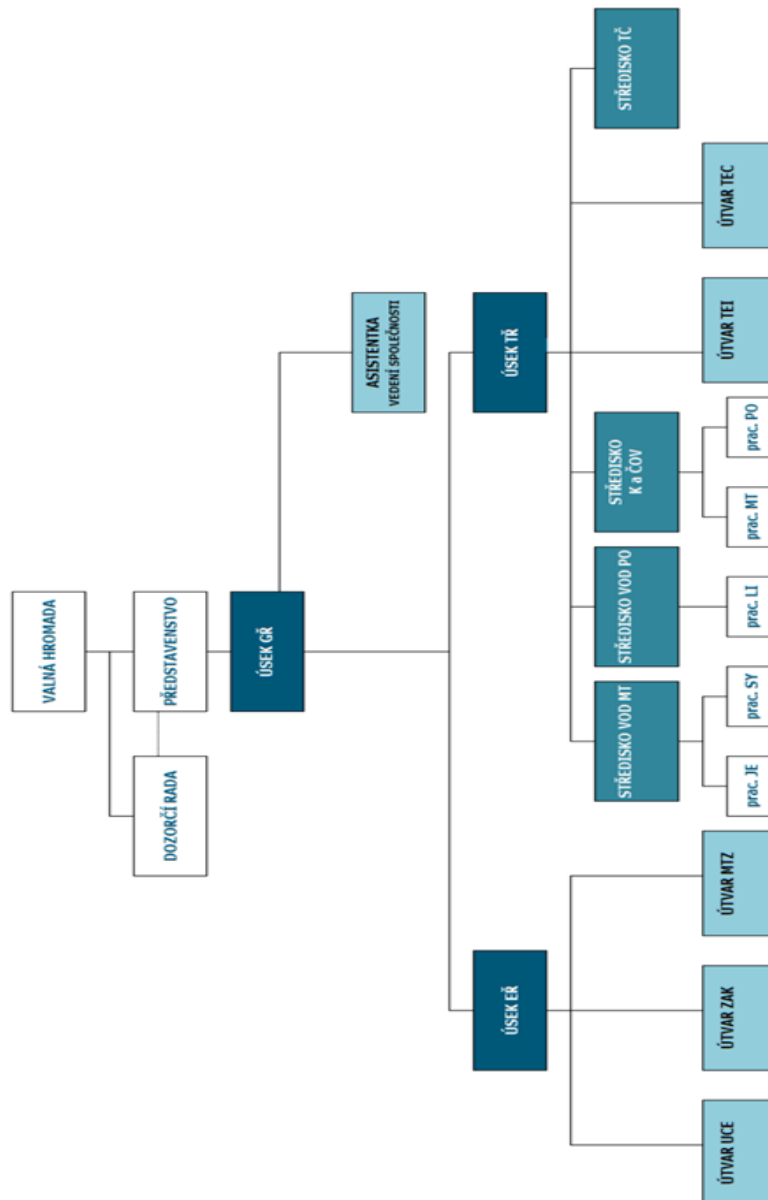 VALNÁ HROMADA
DOZORČÍ RADA
PŘEDSTAVENSTVO
ÚSEK GŘ
ASISTENTKA
VEDENÍ SPOLEČNOSTI
ÚSEK EŘ
ÚSEK TŘ
STŘEDISKO VOD MT
STŘEDISKO VOD PO
STŘEDISKO
K a ČOV
STŘEDISKO TČ
ÚTVAR UCE
ÚTVAR ZAK
ÚTVAR MTZ
prac. JE
prac. SY
prac. LI
prac. MT
prac. PO
ÚTVAR TEI
ÚTVAR TEC